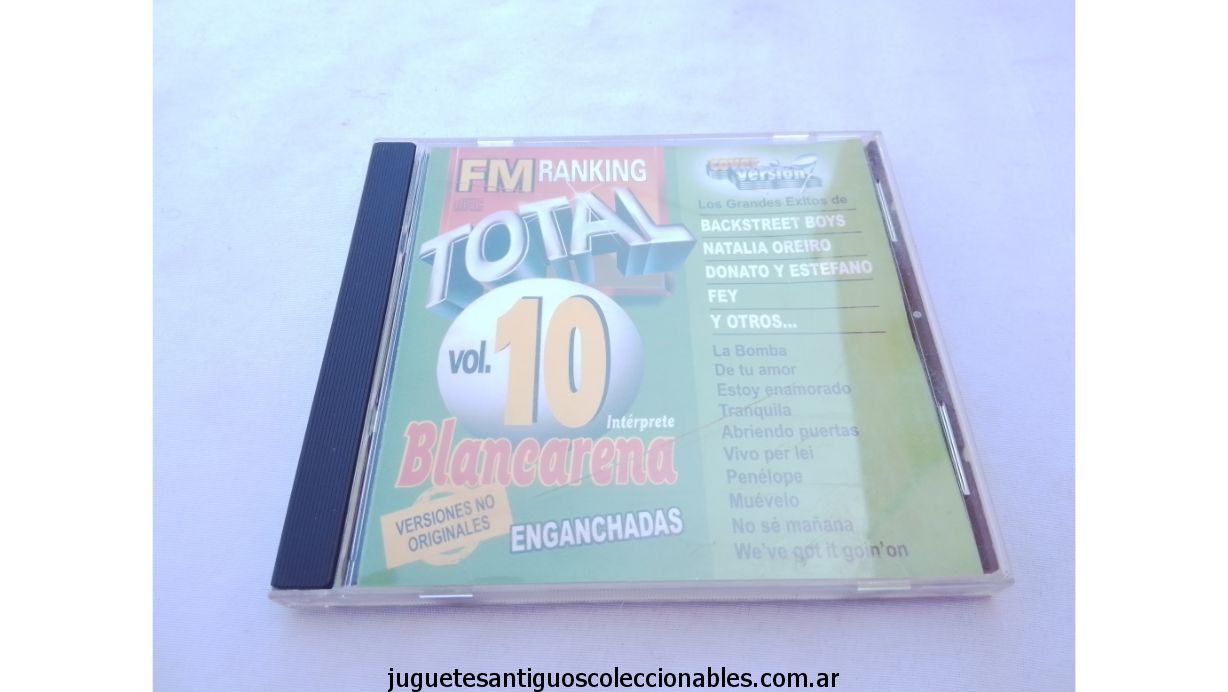 FM RANKING
TOTAL
vol. 10
Intérprete
Blancarena
VERSIONES NO
ORIGINALES
ENGANCHADAS
cover
version
Los Grandes Exitos de
BACKSTREET BOYS
NATALIA OREIRO
DONATO Y ESTEFANO
FEY
Y OTROS...
La Bomba
De tu amor
Estoy enamorado
Tranquila
Abriendo puertas
Vivo per lei
Penélope
Muévelo
No sé mañana
We've got it goin'on
juguetesantiguoscoleccionables.com.ar